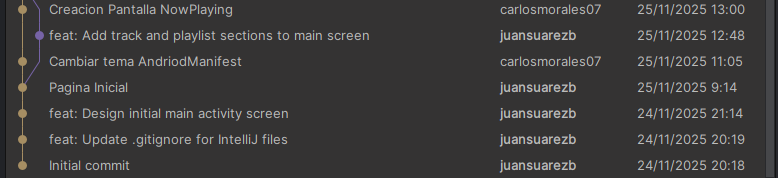 Creacion Pantalla NowPlaying carlosmorales07 25/11/2025 13:00
feat: Add track and playlist sections to main screen juansuarezb 25/11/2025 12:48
Cambiar tema AndriodManifest carlosmorales07 25/11/2025 11:05
Pagina Inicial juansuarezb 25/11/2025 9:14
feat: Design initial main activity screen juansuarezb 24/11/2025 21:14
feat: Update .gitignore for IntelliJ files juansuarezb 24/11/2025 20:19
Initial commit juansuarezb 24/11/2025 20:18